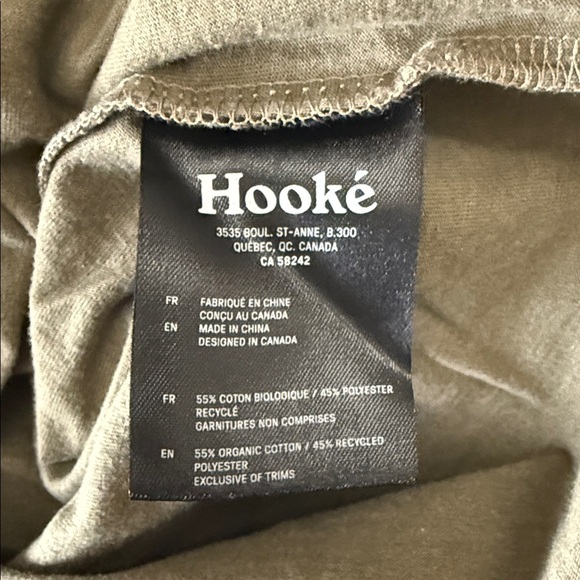 Hooké
3535 BOUL. ST-ANNE, B.300
QUÉBEC, QC. CANADA
CA 58242
FR FABRIQUÉ EN CHINE
CONÇU AU CANADA
EN MADE IN CHINA
DESIGNED IN CANADA
FR 55% COTON BIOLOGIQUE / 45% POLYESTER
RECYCLÉ
GARNITURES NON COMPRISES
EN 55% ORGANIC COTTON / 45% RECYCLED
POLYESTER
EXCLUSIVE OF TRIMS